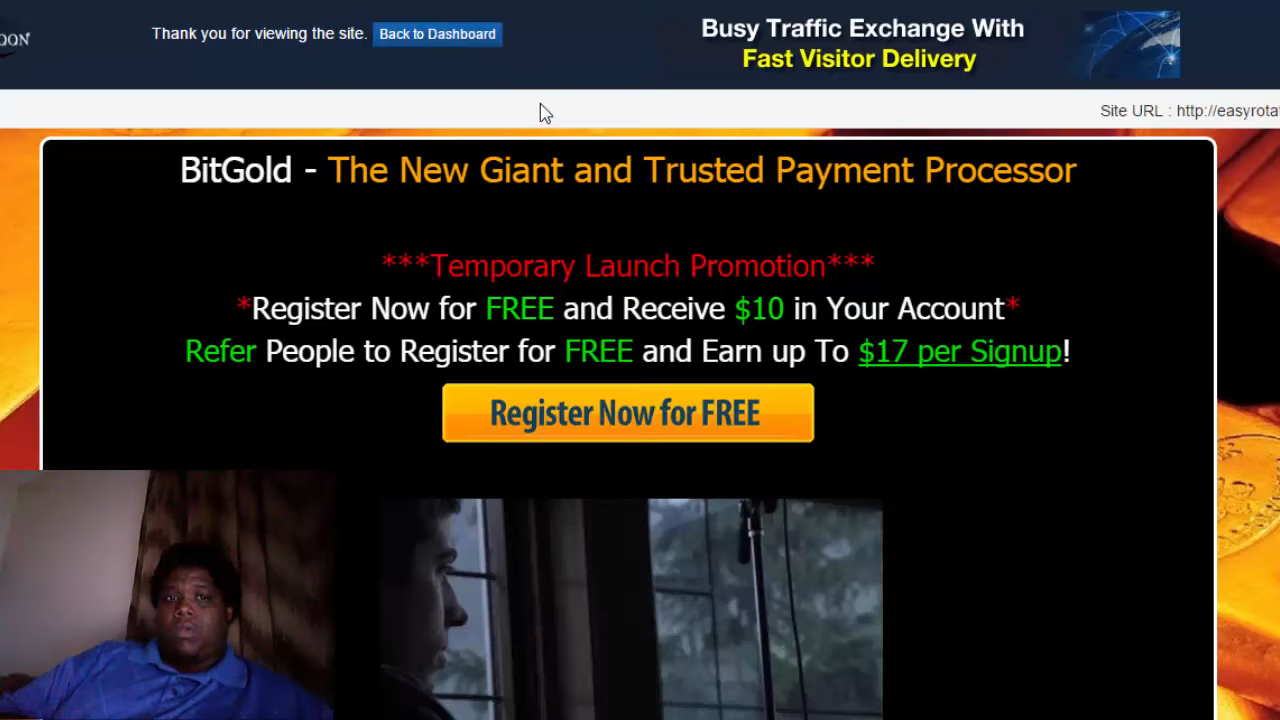 Thank you for viewing the site. Back to Dashboard
Busy Traffic Exchange With
Fast Visitor Delivery
Site URL : http://easyrota
BitGold - The New Giant and Trusted Payment Processor
***Temporary Launch Promotion***
*Register Now for FREE and Receive $10 in Your Account*
Refer People to Register for FREE and Earn up To $17 per Signup!
Register Now for FREE